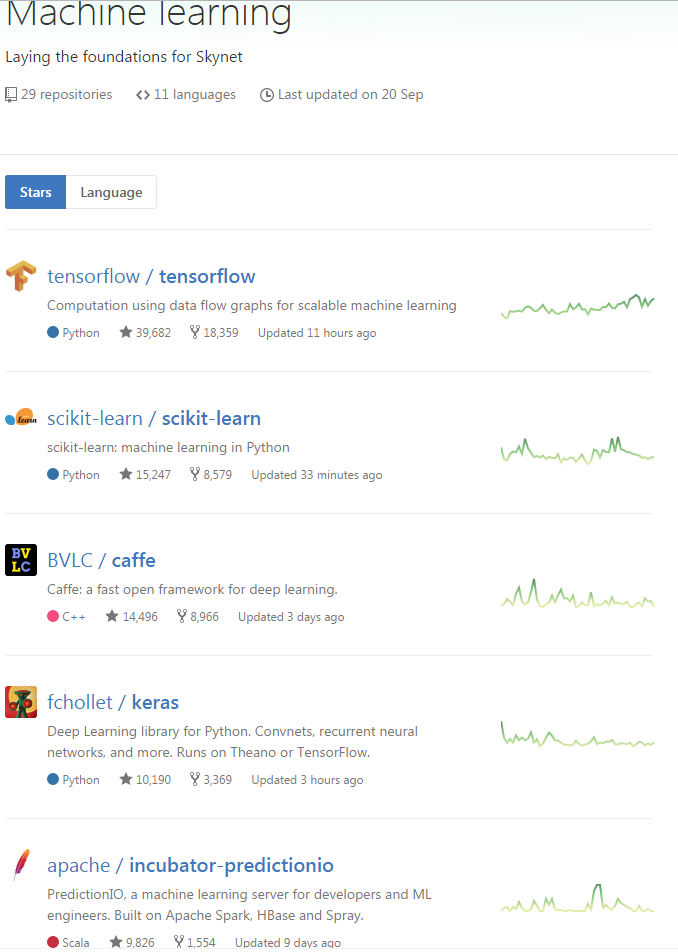 Machine learning
Laying the foundations for Skynet
29 repositories 11 languages Last updated on 20 Sep
Stars Language
tensorflow / tensorflow
Computation using data flow graphs for scalable machine learning
Python 39,682 18,359 Updated 11 hours ago
learn
scikit-learn / scikit-learn
scikit-learn: machine learning in Python
Python 15,247 8,579 Updated 33 minutes ago
BV
LC
BVLC / caffe
Caffe: a fast open framework for deep learning.
C++ 14,496 8,966 Updated 3 days ago
fchollet / keras
Deep Learning library for Python. Convnets, recurrent neural
networks, and more. Runs on Theano or TensorFlow.
Python 10,190 3,369 Updated 3 hours ago
apache / incubator-predictionio
PredictionIO, a machine learning server for developers and ML
engineers. Built on Apache Spark, HBase and Spray.
Scala 9,826 1,554 Updated 9 days ago